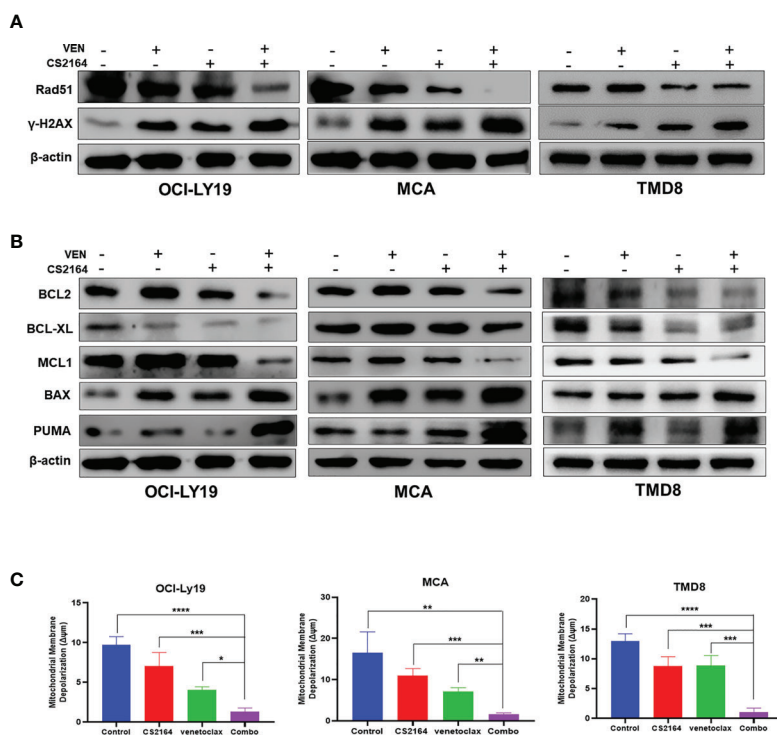 A
VEN - + - + - + - + - + - +
CS2164 - - + + - - + + - - + +
Rad51
γ-H2AX
β-actin
OCI-LY19 MCA TMD8
B
VEN - + - + - + - + - + - +
CS2164 - - + + - - + + - - + +
BCL2
BCL-XL
MCL1
BAX
PUMA
β-actin
OCI-LY19 MCA TMD8
C
OCI-Ly19
Mitochondrial Membrane
Depolarization (Δψm)
15
10
5
0
****
***
*
Control CS2164 venetoclax Combo
MCA
Mitochondrial Membrane
Depolarization (Δψm)
30
20
10
0
**
***
**
Control CS2164 venetoclax Combo
TMD8
Mitochondrial Membrane
Depolarization (Δψm)
20
15
10
5
0
****
***
***
Control CS2164 venetoclax Combo